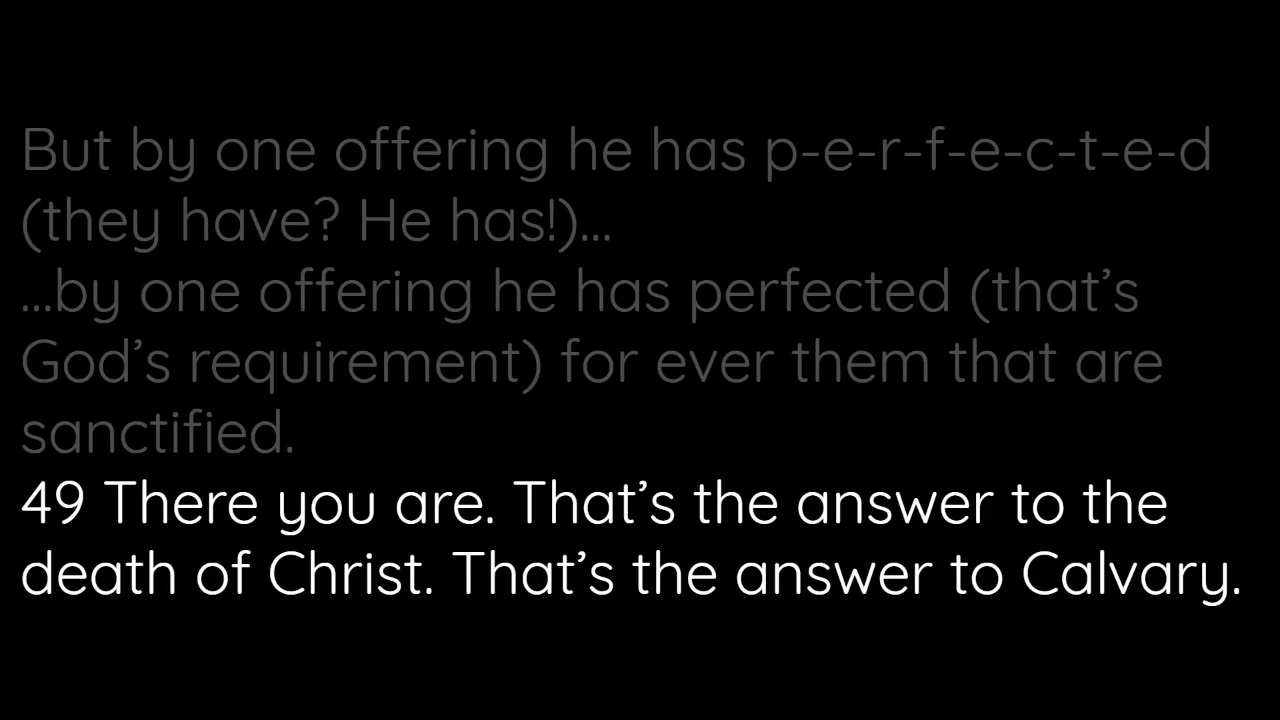 But by one offering he has p-e-r-f-e-c-t-e-d
(they have? He has!)...
...by one offering he has perfected (that’s
God’s requirement) for ever them that are
sanctified.
49 There you are. That’s the answer to the
death of Christ. That’s the answer to Calvary.